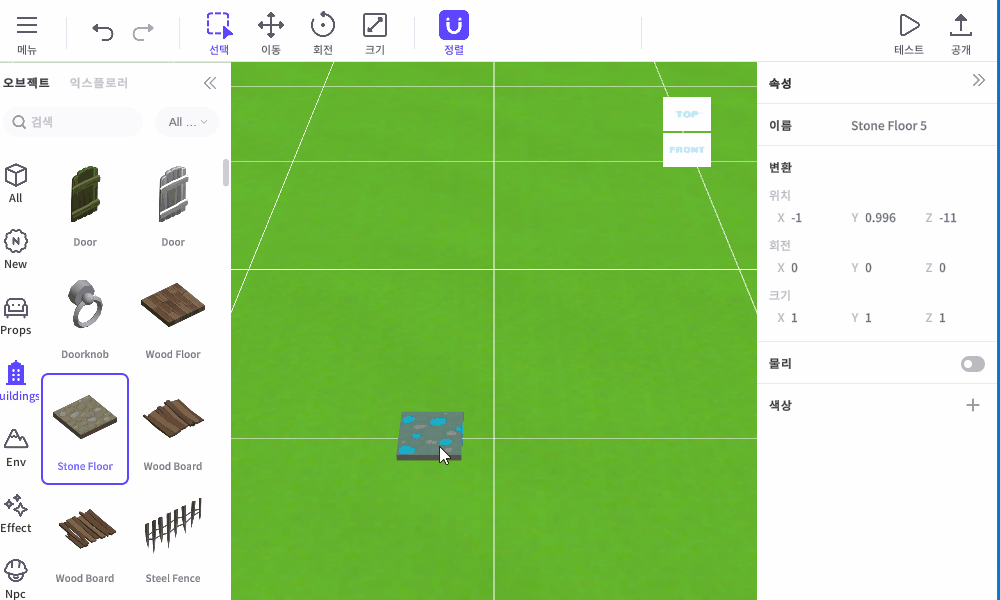 메뉴
선택
이동
회전
크기
정렬
테스트
공개
오브젝트
익스플로러
검색
All ...
All
New
Props
uildings
Env
Effect
Npc
Door
Door
Doorknob
Wood Floor
Stone Floor
Wood Board
Wood Board
Steel Fence
TOP
FRONT
속성
이름 Stone Floor 5
변환
위치
X -1 Y 0.996 Z -11
회전
X 0 Y 0 Z 0
크기
X 1 Y 1 Z 1
물리
색상